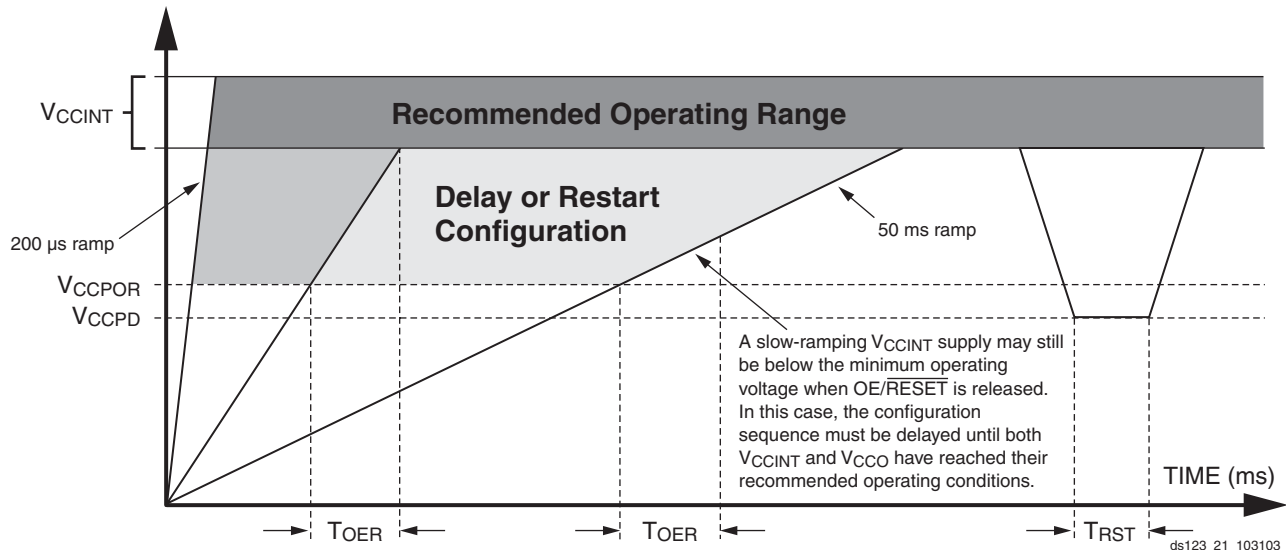 VCCINT
Recommended Operating Range
Delay or Restart
Configuration
200 µs ramp
50 ms ramp
VCCPOR
VCCPD
A slow-ramping VCCINT supply may still
be below the minimum operating
voltage when OE/RESET is released.
In this case, the configuration
sequence must be delayed until both
VCCINT and VCCO have reached their
recommended operating conditions.
TIME (ms)
TOER
TOER
TRST
ds123_21_103103